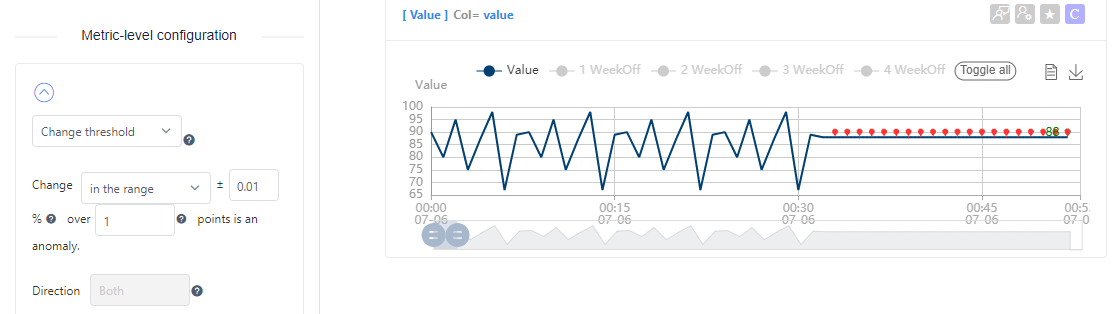 Metric-level configuration
Change threshold
Change in the range ± 0.01
% over 1 points is an
anomaly.
Direction Both
[ Value ] Col= value
C
Value 1 WeekOff 2 WeekOff 3 WeekOff 4 WeekOff Toggle all
Value
100
95
90
85
80
75
70
65
88
00:00 00:15 00:30 00:45 00:5
07-06 07-06 07-06 07-06 07-0